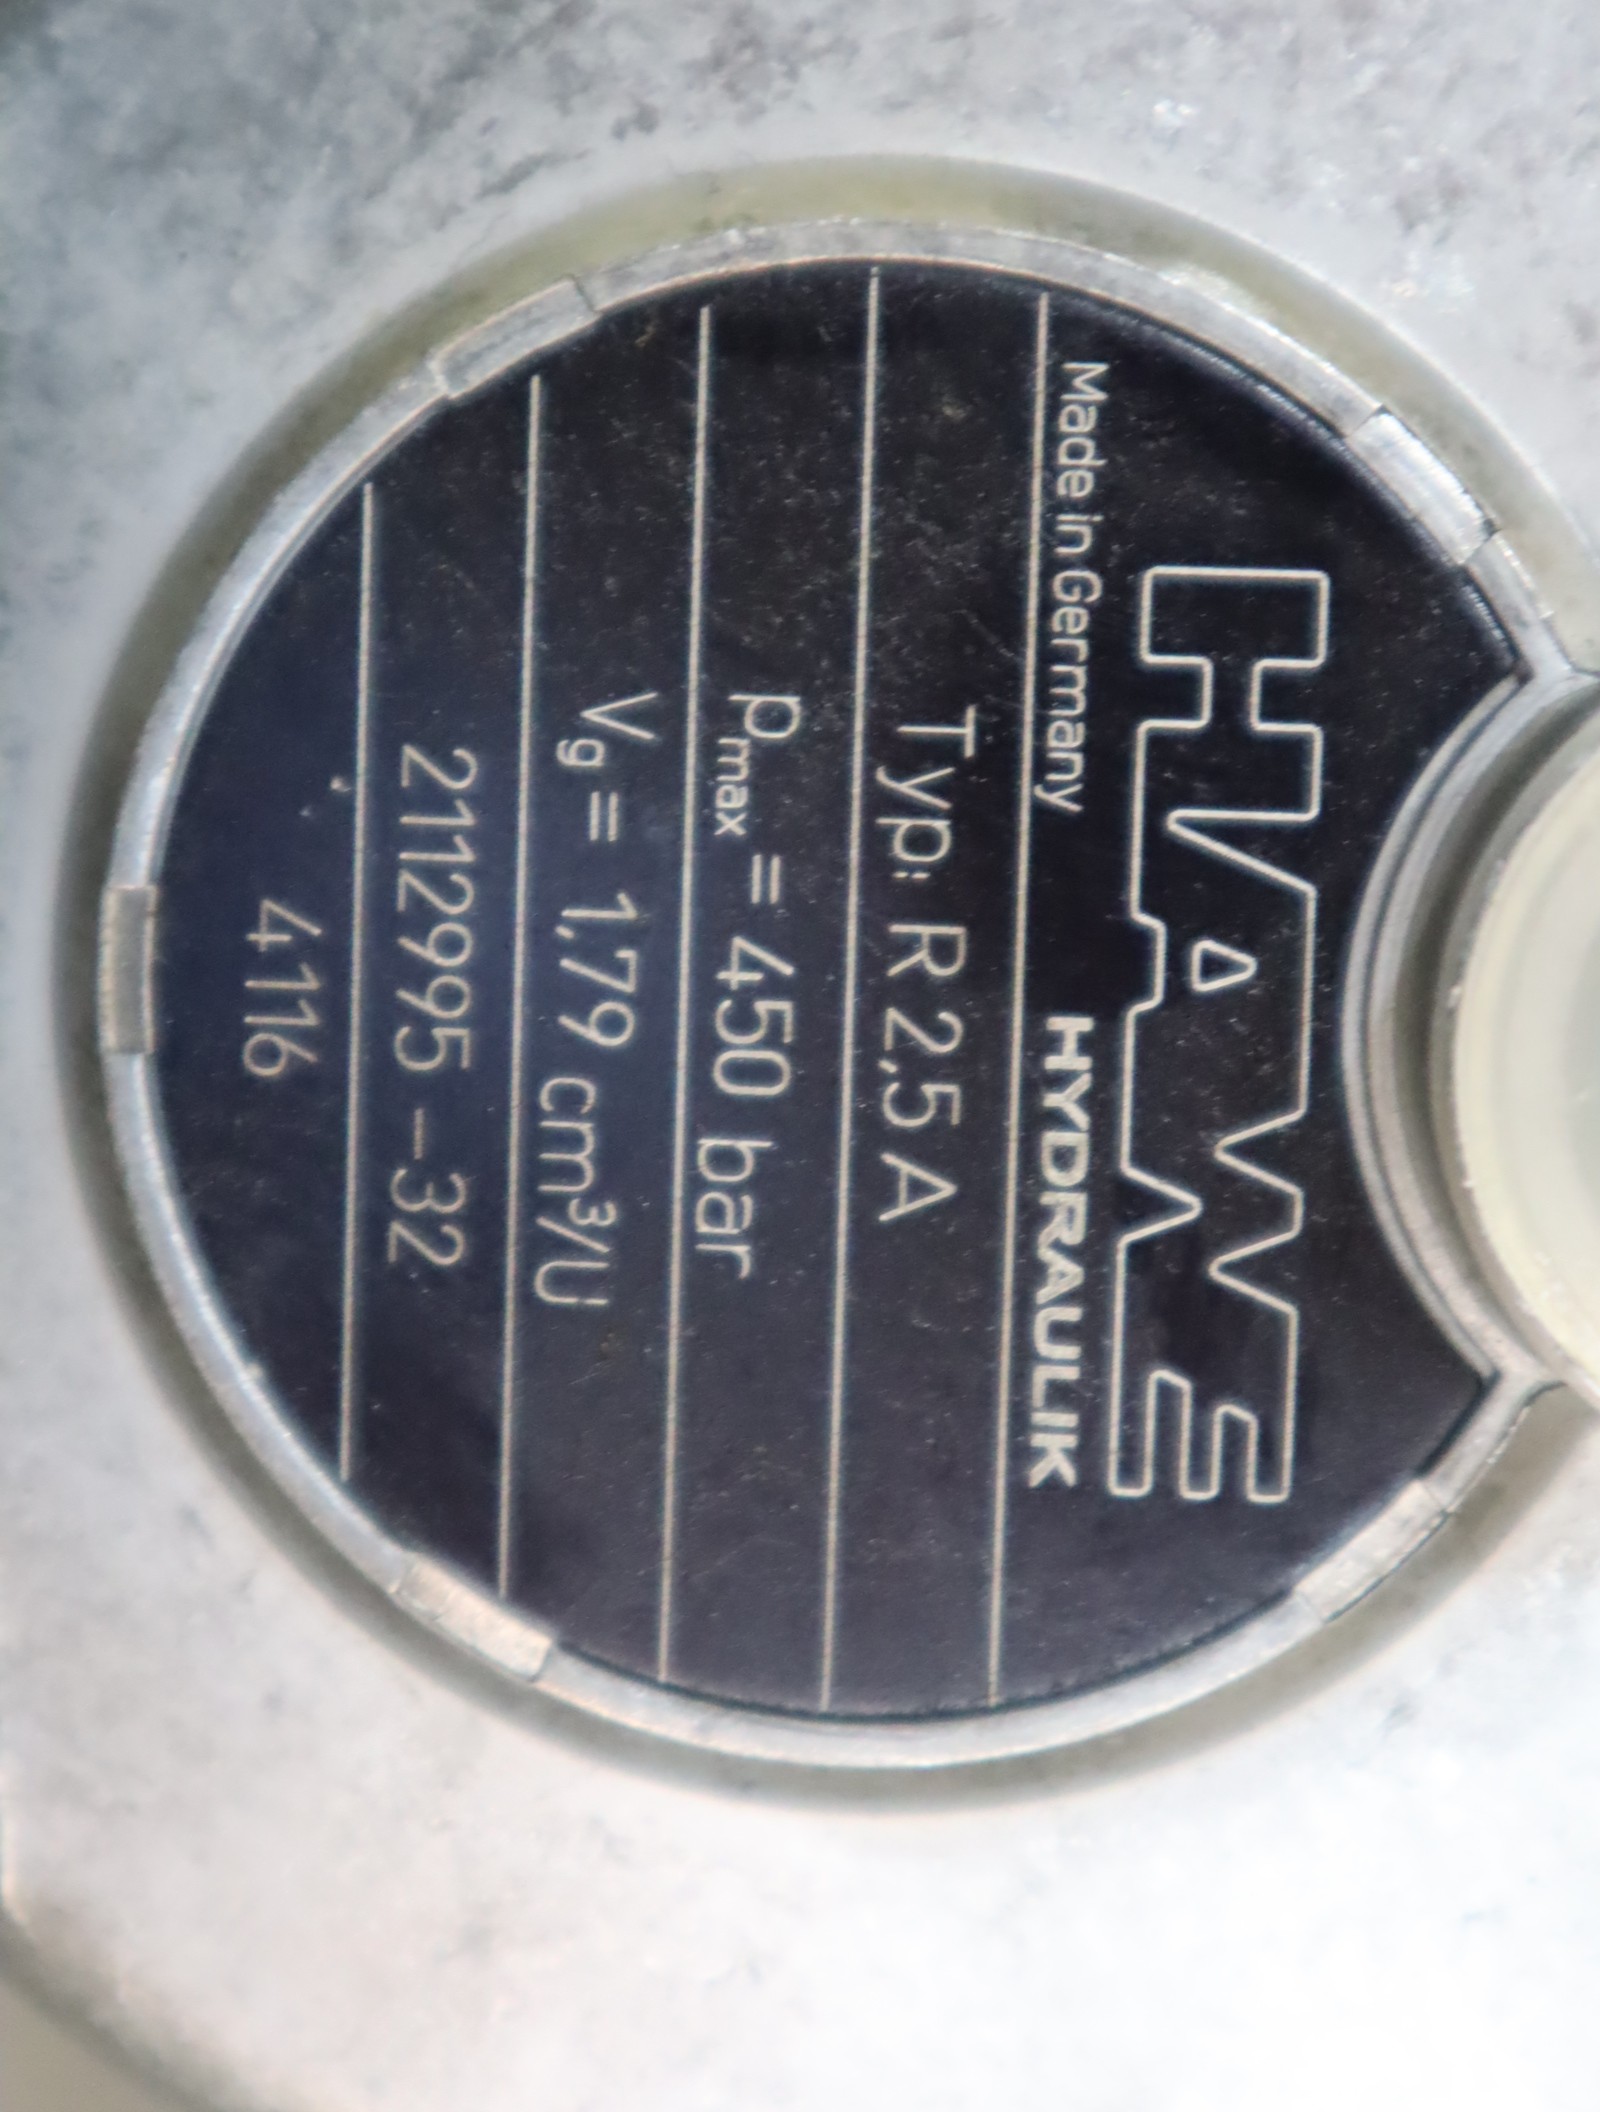 HAWE
Made in Germany HYDRAULIK
Typ: R 2,5 A
pmax = 450 bar
Vg = 1,79 cm³/U
2112995 - 32
4116